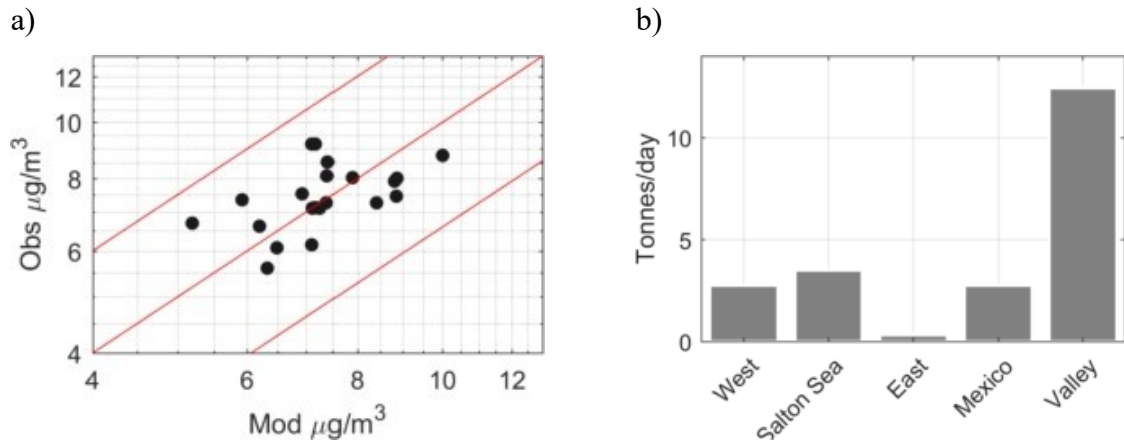 a)
12
10
8
6
4
Obs μg/m³
4 6 8 10 12
Mod μg/m³
b)
10
5
0
Tonnes/day
West
Salton Sea
East
Mexico
Valley